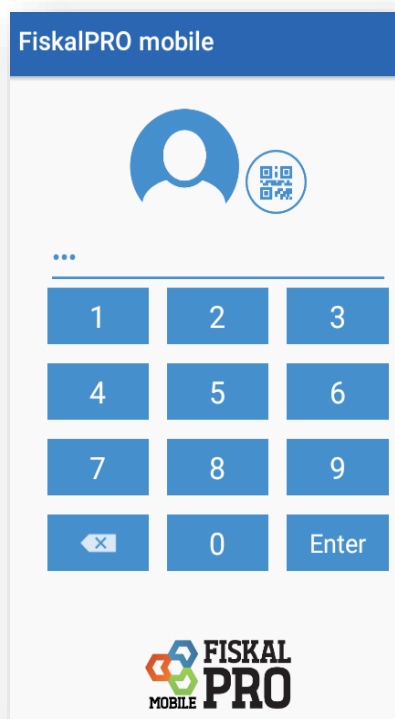 FiskalPRO mobile
•••
1 2 3
4 5 6
7 8 9
0 Enter
FISKAL
MOBILE PRO